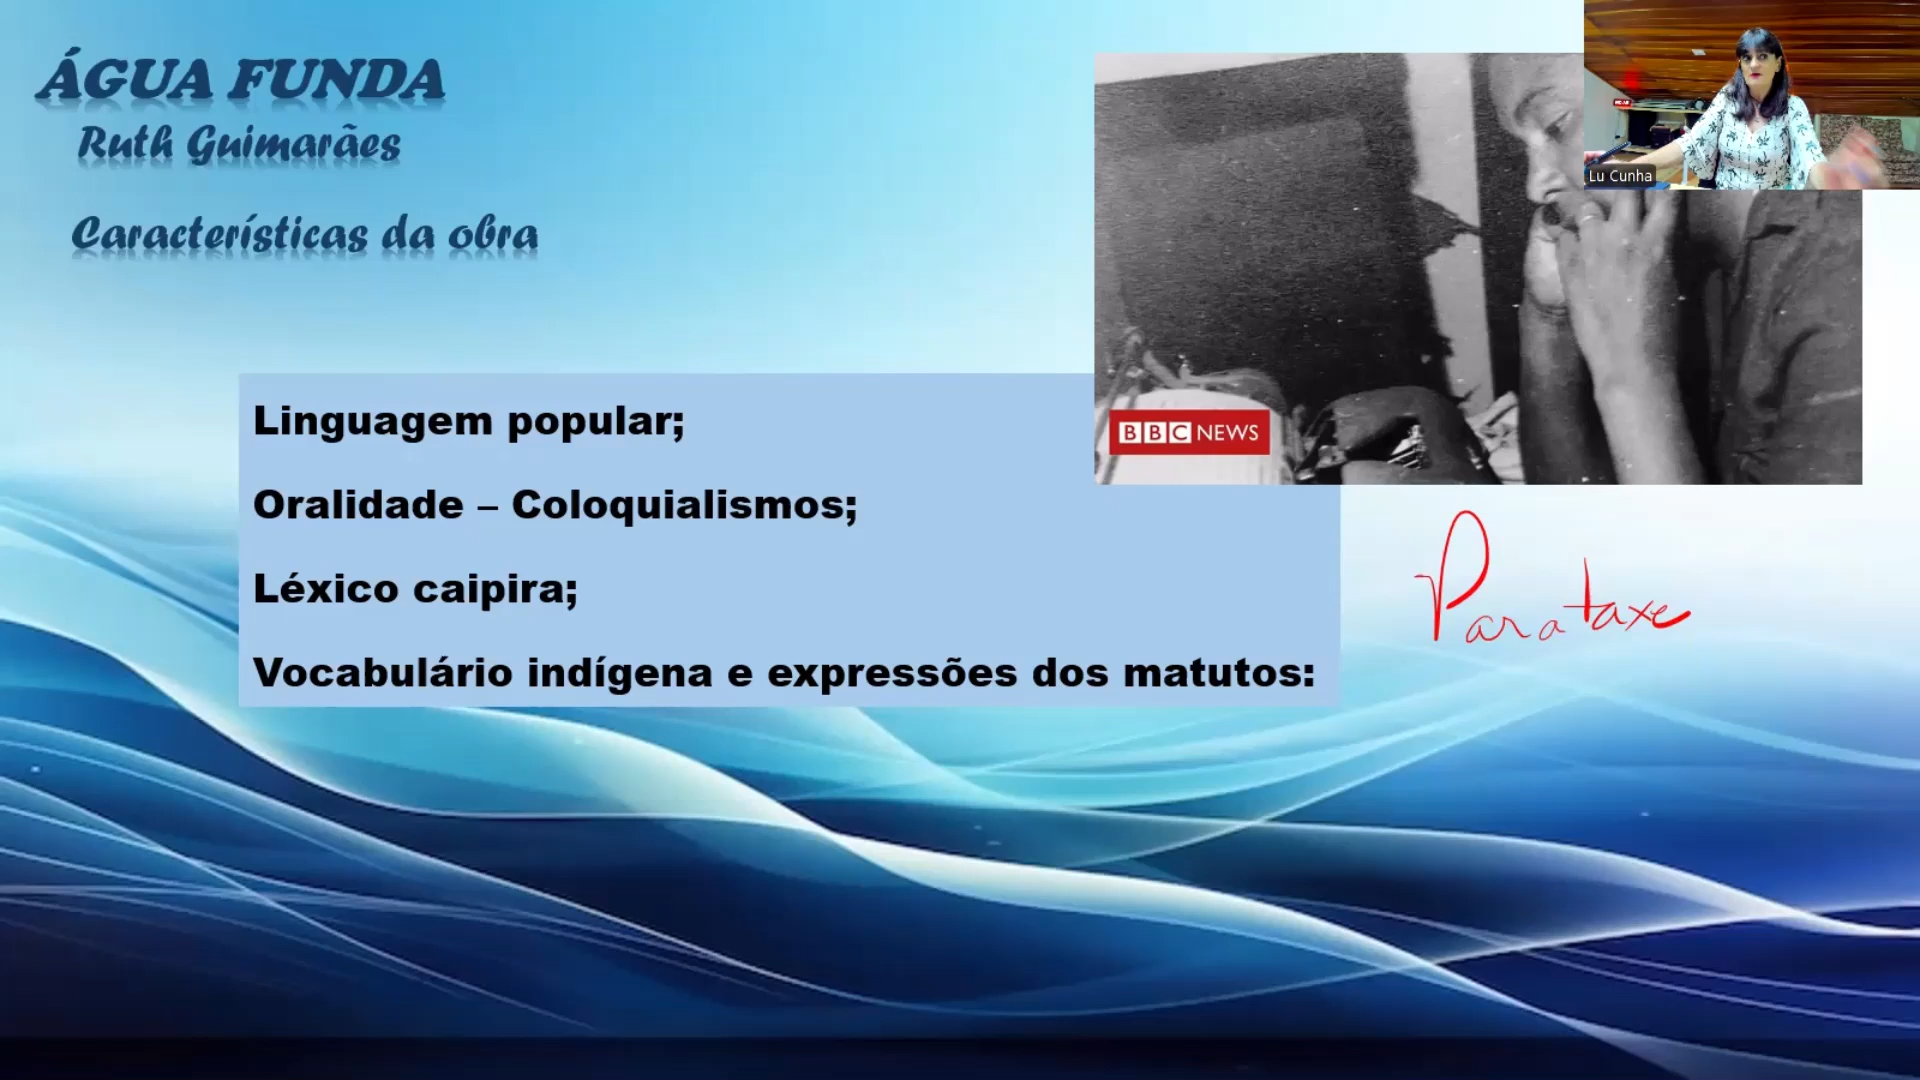 ÁGUA FUNDA
Ruth Guimarães
Características da obra
Lu Cunha
BBC NEWS
Linguagem popular;
Oralidade – Coloquialismos;
Léxico caipira;
Vocabulário indígena e expressões dos matutos:
Parataxe